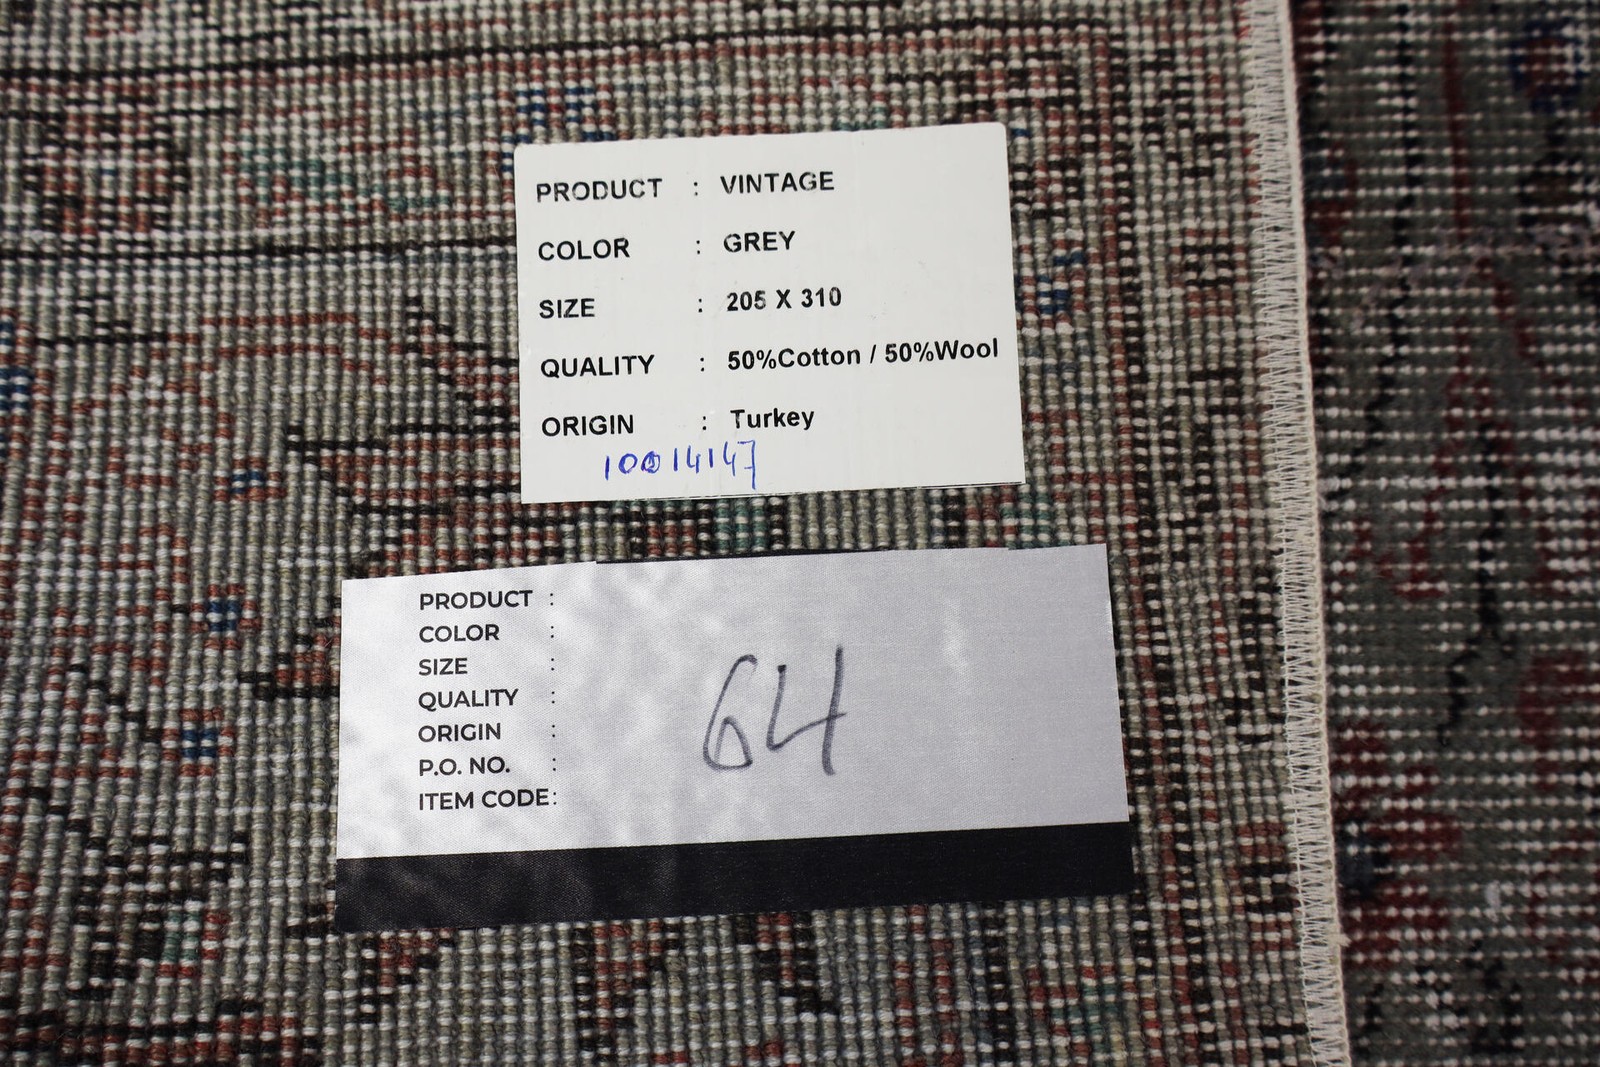 PRODUCT : VINTAGE
COLOR : GREY
SIZE : 205 X 310
QUALITY : 50%Cotton / 50%Wool
ORIGIN : Turkey
10014147
PRODUCT :
COLOR :
SIZE :
QUALITY :
ORIGIN :
P.O. NO. :
ITEM CODE:
64